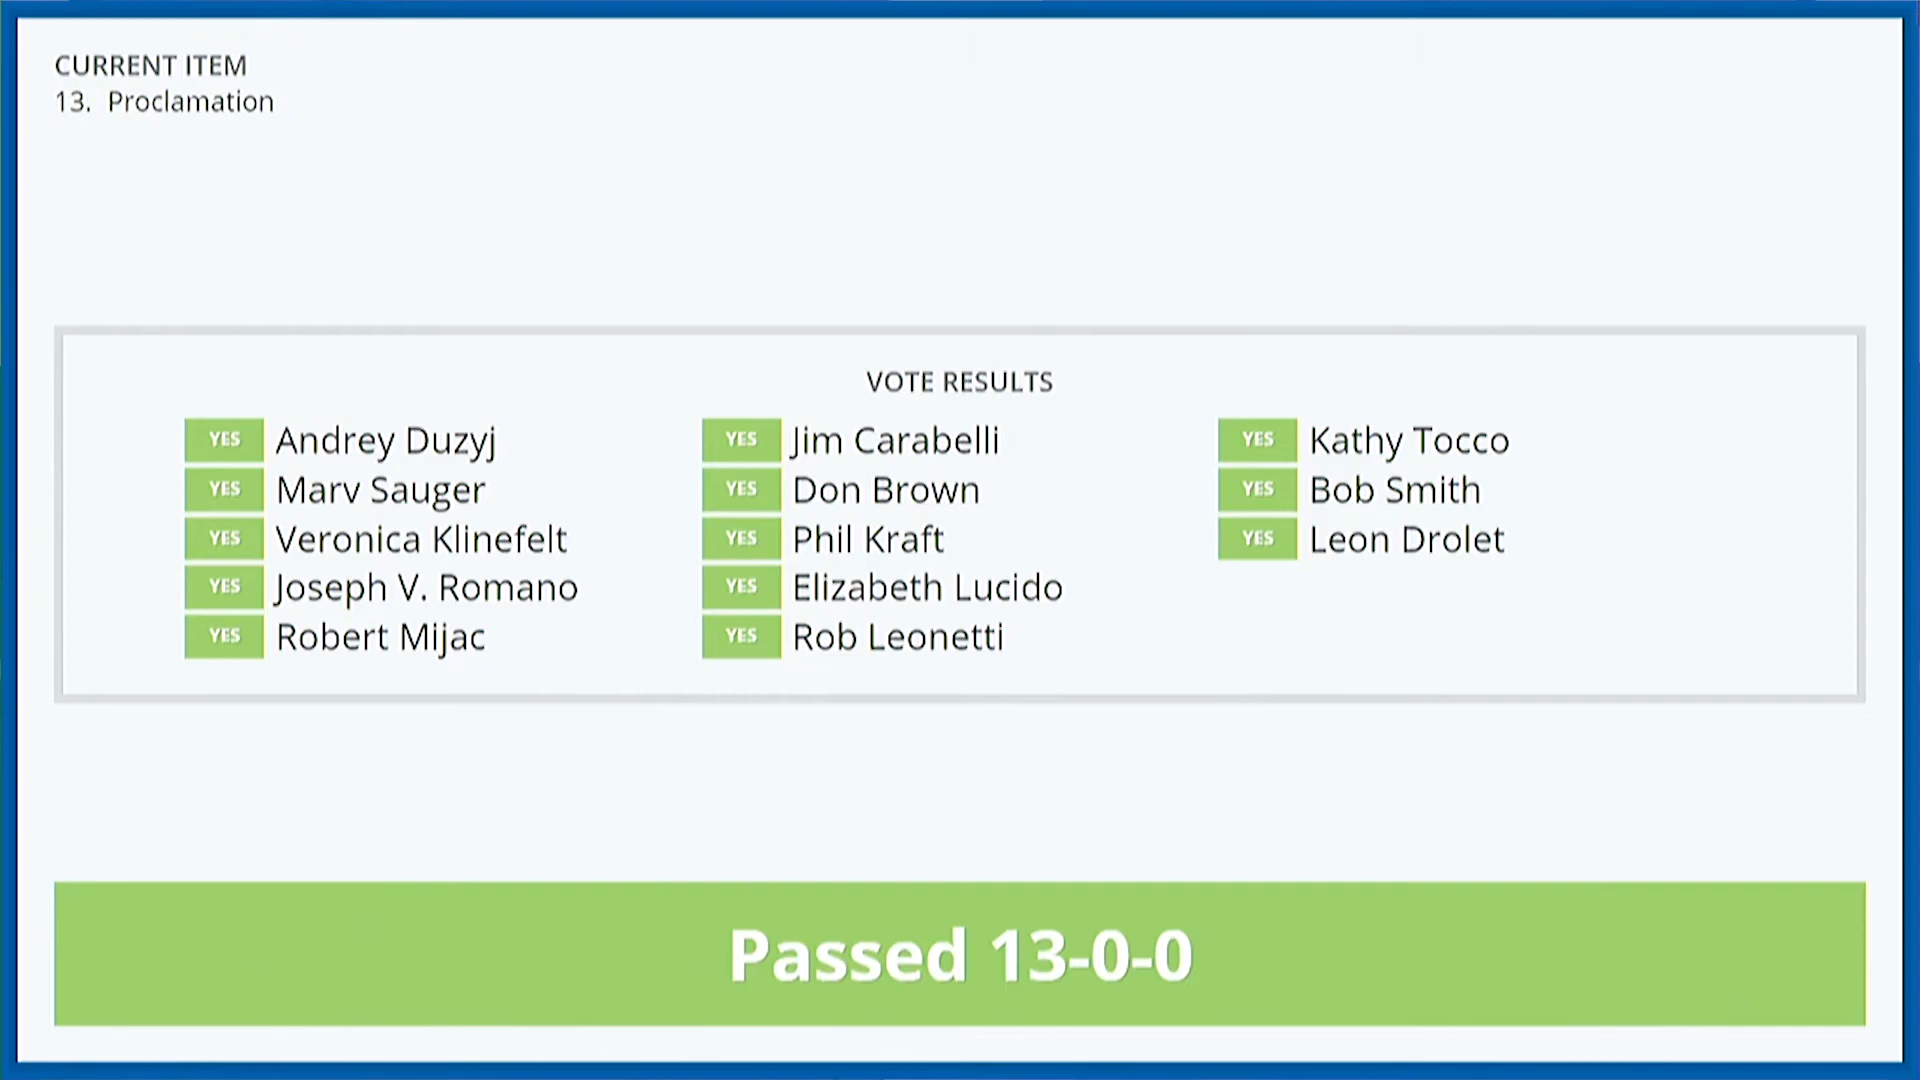 CURRENT ITEM
13. Proclamation
VOTE RESULTS
YES Andrey Duzyj
YES Marv Sauger
YES Veronica Klinefelt
YES Joseph V. Romano
YES Robert Mijac
YES Jim Carabelli
YES Don Brown
YES Phil Kraft
YES Elizabeth Lucido
YES Rob Leonetti
YES Kathy Tocco
YES Bob Smith
YES Leon Drolet
Passed 13-0-0